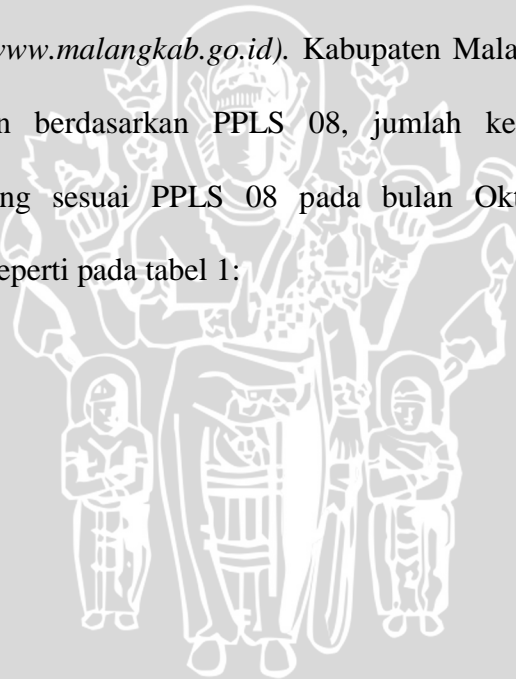 www.malangkab.go.id). Kabupaten Mala
n berdasarkan PPLS 08, jumlah ke
ng sesuai PPLS 08 pada bulan Okt
eperti pada tabel 1: